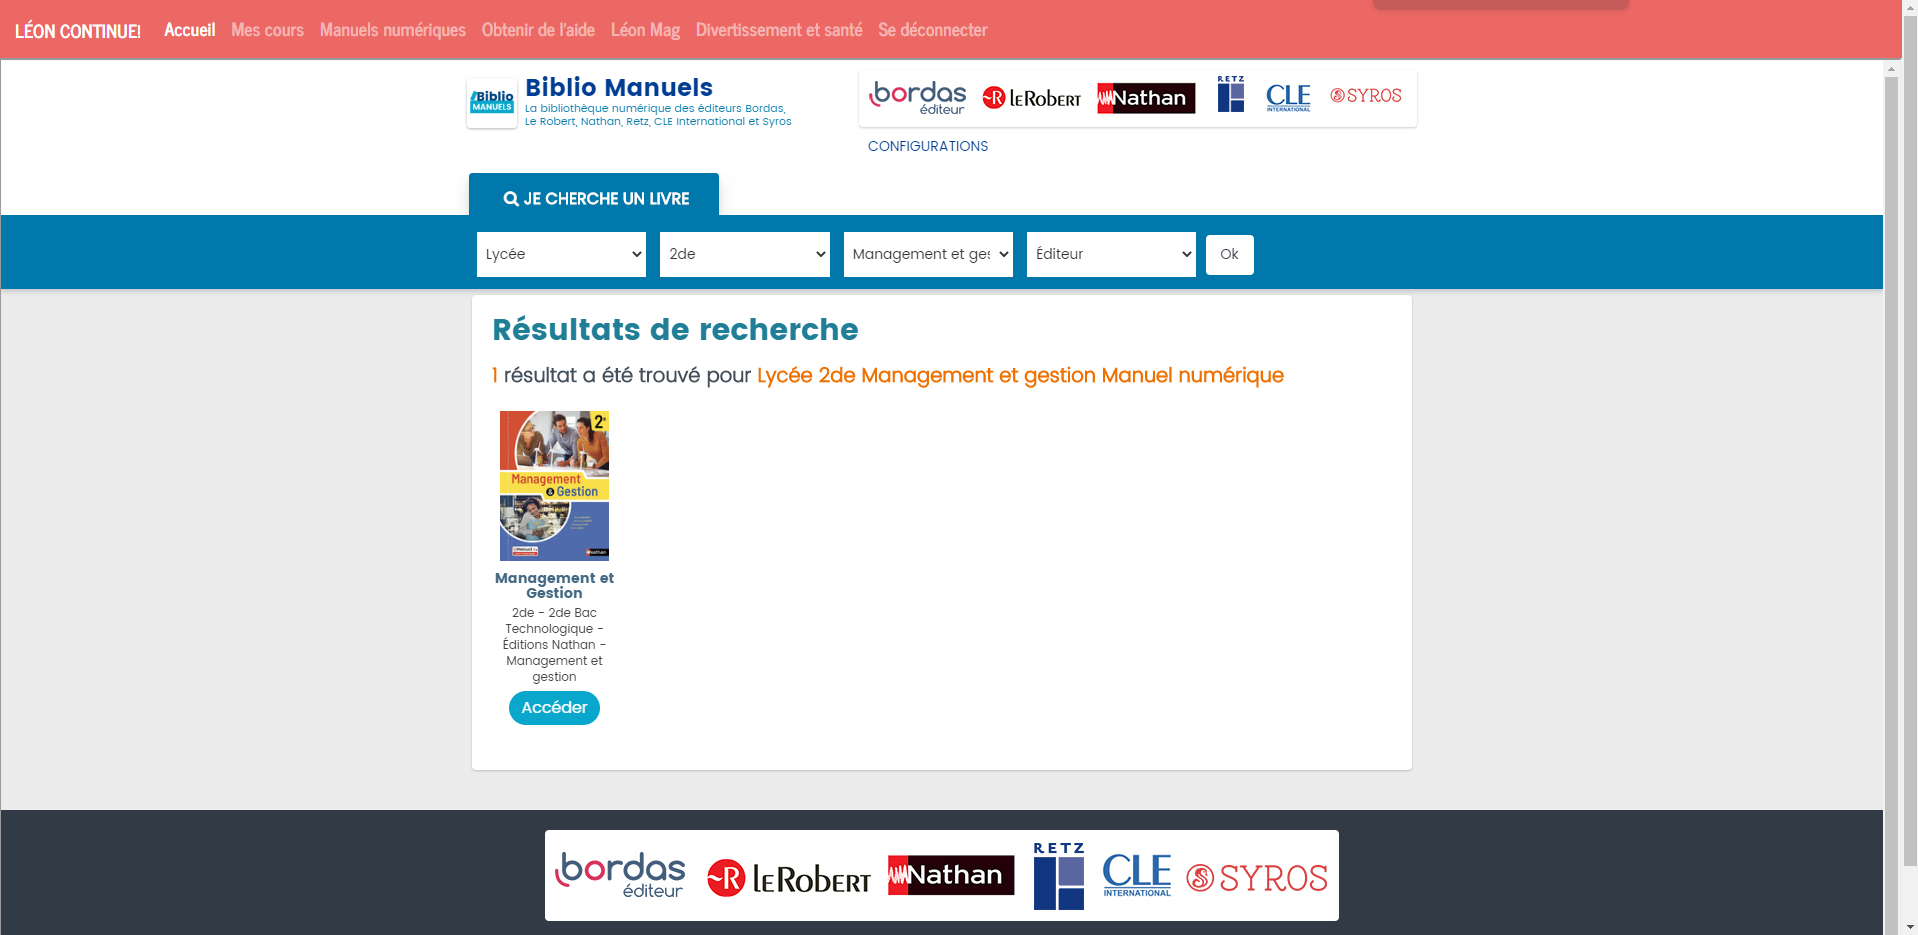 LÉON CONTINUE! Accueil Mes cours Manuels numériques Obtenir de l'aide Léon Mag Divertissement et santé Se déconnecter
Biblio
MANUELS
Biblio Manuels
La bibliothèque numérique des éditeurs Bordas,
Le Robert, Nathan, Retz, CLE International et Syros
bordas
éditeur
R leRobert
Nathan
RETZ
CLE
INTERNATIONAL
SYROS
CONFIGURATIONS
JE CHERCHE UN LIVRE
Lycée 2de Management et ges Éditeur Ok
Résultats de recherche
1 résultat a été trouvé pour Lycée 2de Management et gestion Manuel numérique
2e
Management
& Gestion
Nathan
Management et
Gestion
2de - 2de Bac
Technologique -
Éditions Nathan -
Management et
gestion
Accéder
bordas
éditeur
R leRobert
Nathan
RETZ
CLE
INTERNATIONAL
SYROS